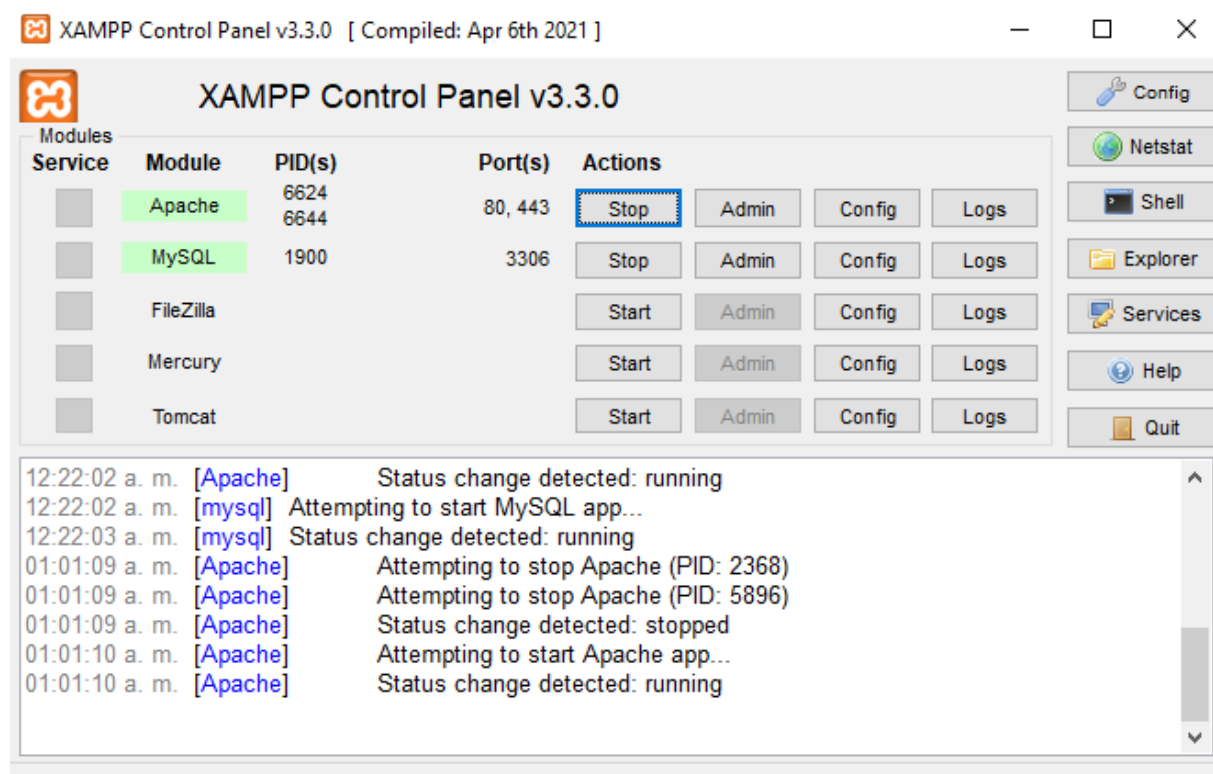 XAMPP Control Panel v3.3.0 [ Compiled: Apr 6th 2021 ]
XAMPP Control Panel v3.3.0
Config
Modules
Service Module PID(s) Port(s) Actions
Netstat
Apache 6624 6644 80, 443 Stop Admin Config Logs
Shell
MySQL 1900 3306 Stop Admin Config Logs
Explorer
FileZilla Start Admin Config Logs
Services
Mercury Start Admin Config Logs
Help
Tomcat Start Admin Config Logs
Quit
12:22:02 a. m. [Apache] Status change detected: running
12:22:02 a. m. [mysql] Attempting to start MySQL app...
12:22:03 a. m. [mysql] Status change detected: running
01:01:09 a. m. [Apache] Attempting to stop Apache (PID: 2368)
01:01:09 a. m. [Apache] Attempting to stop Apache (PID: 5896)
01:01:09 a. m. [Apache] Status change detected: stopped
01:01:10 a. m. [Apache] Attempting to start Apache app...
01:01:10 a. m. [Apache] Status change detected: running